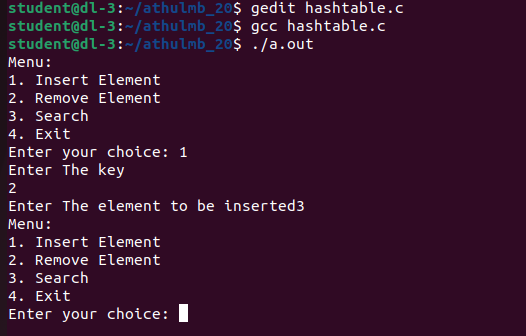 student@dl-3:~/athulmb_20$ gedit hashtable.c
student@dl-3:~/athulmb_20$ gcc hashtable.c
student@dl-3:~/athulmb_20$ ./a.out
Menu:
1. Insert Element
2. Remove Element
3. Search
4. Exit
Enter your choice: 1
Enter The key
2
Enter The element to be inserted3
Menu:
1. Insert Element
2. Remove Element
3. Search
4. Exit
Enter your choice: